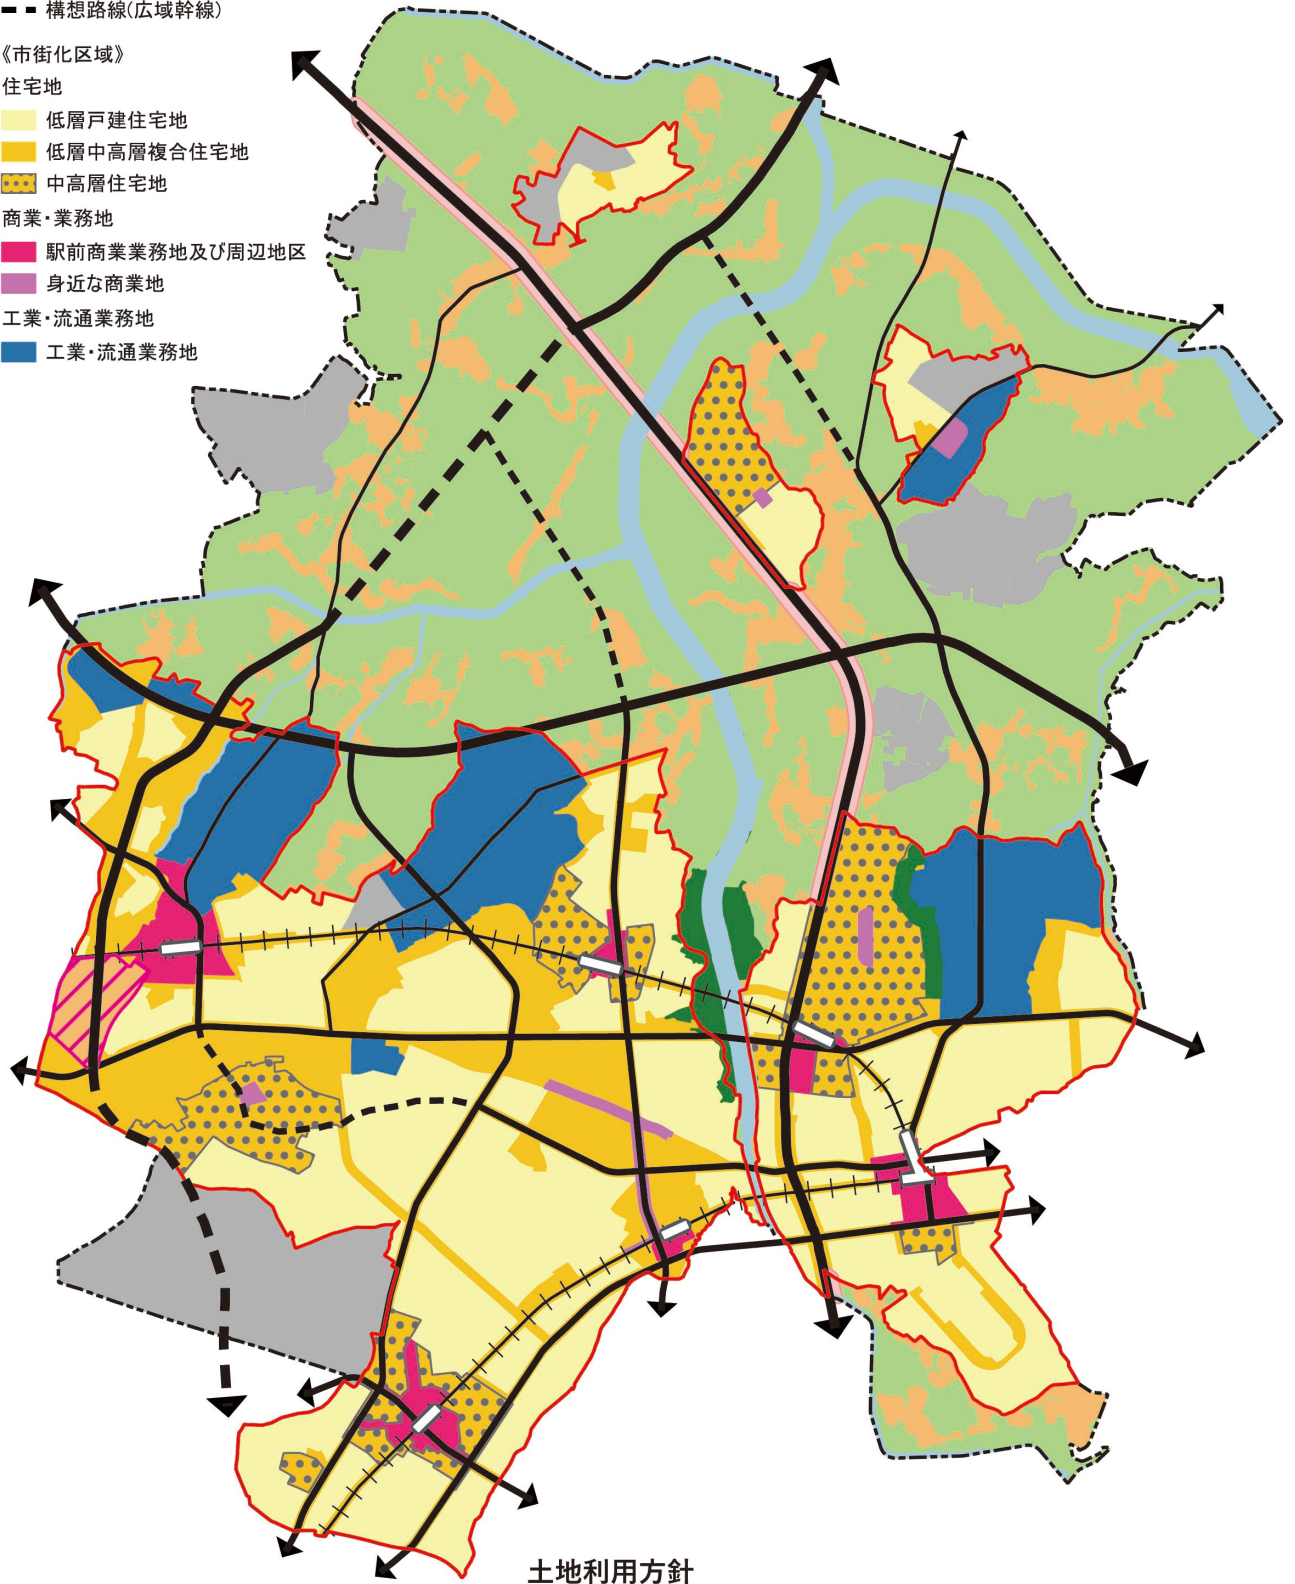 構想路線(広域幹線)
《市街化区域》
住宅地
低層戸建住宅地
低層中高層複合住宅地
中高層住宅地
商業・業務地
駅前商業業務地及び周辺地区
身近な商業地
工業・流通業務地
工業・流通業務地
土地利用方針